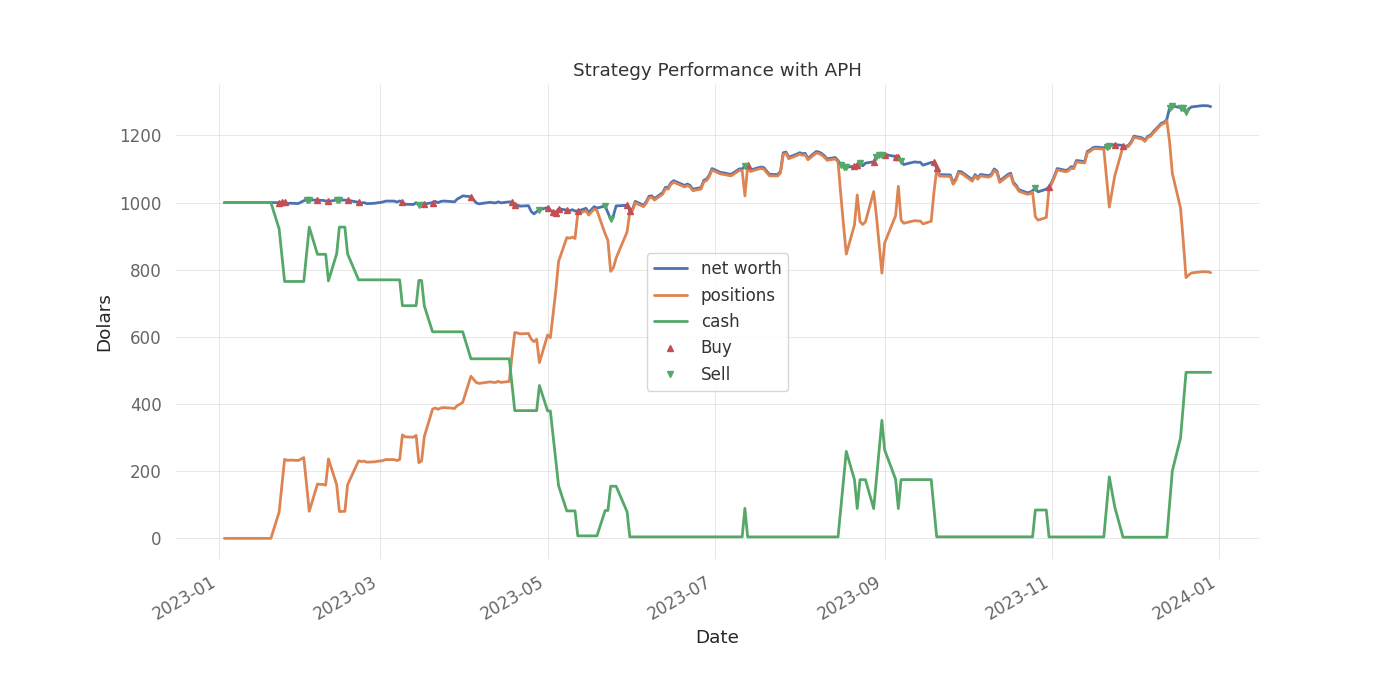 Strategy Performance with APH
Dolars
1200
1000
800
600
400
200
0
net worth
positions
cash
Buy
Sell
2023-01
2023-03
2023-05
2023-07
2023-09
2023-11
2024-01
Date